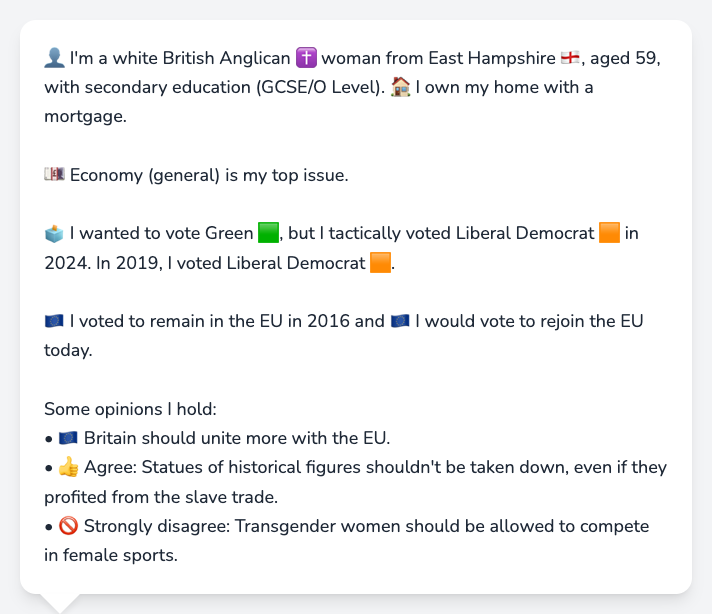 👤 I'm a white British Anglican ✝️ woman from East Hampshire 🏴󠁧󠁢󠁥󠁮󠁧󠁿, aged 59,
with secondary education (GCSE/O Level). 🏠 I own my home with a
mortgage.
💷 Economy (general) is my top issue.
🗳️ I wanted to vote Green 🟩, but I tactically voted Liberal Democrat 🟧 in
2024. In 2019, I voted Liberal Democrat 🟧.
🇪🇺 I voted to remain in the EU in 2016 and 🇪🇺 I would vote to rejoin the EU
today.
Some opinions I hold:
• 🇪🇺 Britain should unite more with the EU.
• 👍 Agree: Statues of historical figures shouldn't be taken down, even if they
profited from the slave trade.
• 🚫 Strongly disagree: Transgender women should be allowed to compete
in female sports.